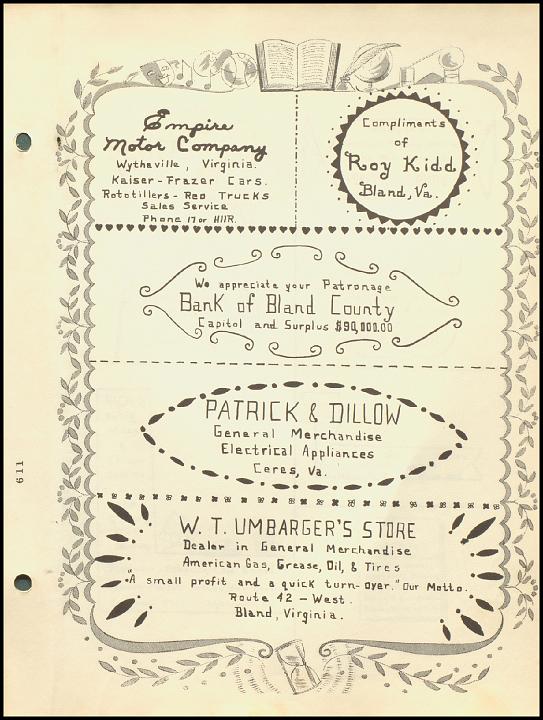 Empire
Motor Company
Wytheville, Virginia.
Kaiser-Frazer Cars.
Rototillers - Reo Trucks
Sales Service
Phone 17 or 1111R.
Compliments
of
Roy Kidd
Bland, Va.
We appreciate your Patronage
Bank of Bland County
Capitol and Surplus $90,000.00
PATRICK & DILLOW
General Merchandise
Electrical Appliances
Ceres, Va.
W. T. UMBARGER'S STORE
Dealer in General Merchandise
American Gas, Grease, Oil, & Tires
"A small profit and a quick turn-over." Our Motto.
Route 42 - West.
Bland, Virginia.
611